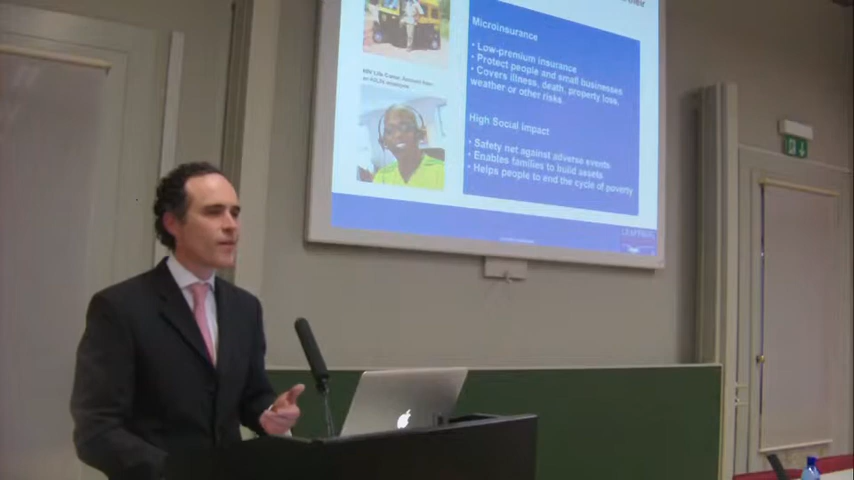 their
Microinsurance
• Low-premium insurance
• Protect people and small businesses
• Covers illness, death, property loss,
weather or other risks
High Social Impact
• Safety net against adverse events
• Enables families to build assets
• Helps people to end the cycle of poverty